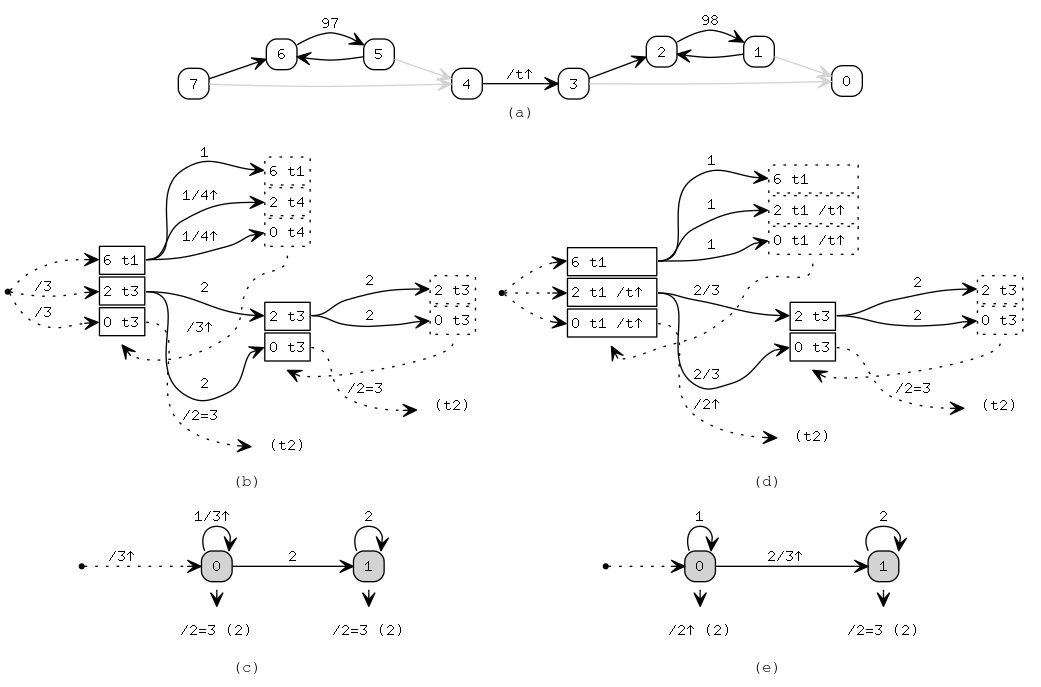 97
98
6
5
2
1
7
4
/t↑
3
0
(a)
1
6 t1
1/4↑
2 t4
1/4↑
0 t4
6 t1
/3
2 t3
/3
0 t3
2
/3↑
2
/2=3
2 t3
0 t3
2
2
2 t3
0 t3
/2=3
(t2)
(t2)
(b)
1
6 t1
1
2 t1 /t↑
1
0 t1 /t↑
6 t1
2 t1 /t↑
0 t1 /t↑
2/3
2/3
/2↑
2 t3
0 t3
2
2
2 t3
0 t3
/2=3
(t2)
(t2)
(d)
1/3↑
2
/3↑
0
2
1
/2=3 (2)
/2=3 (2)
(c)
1
2
0
2/3↑
1
/2↑ (2)
/2=3 (2)
(e)